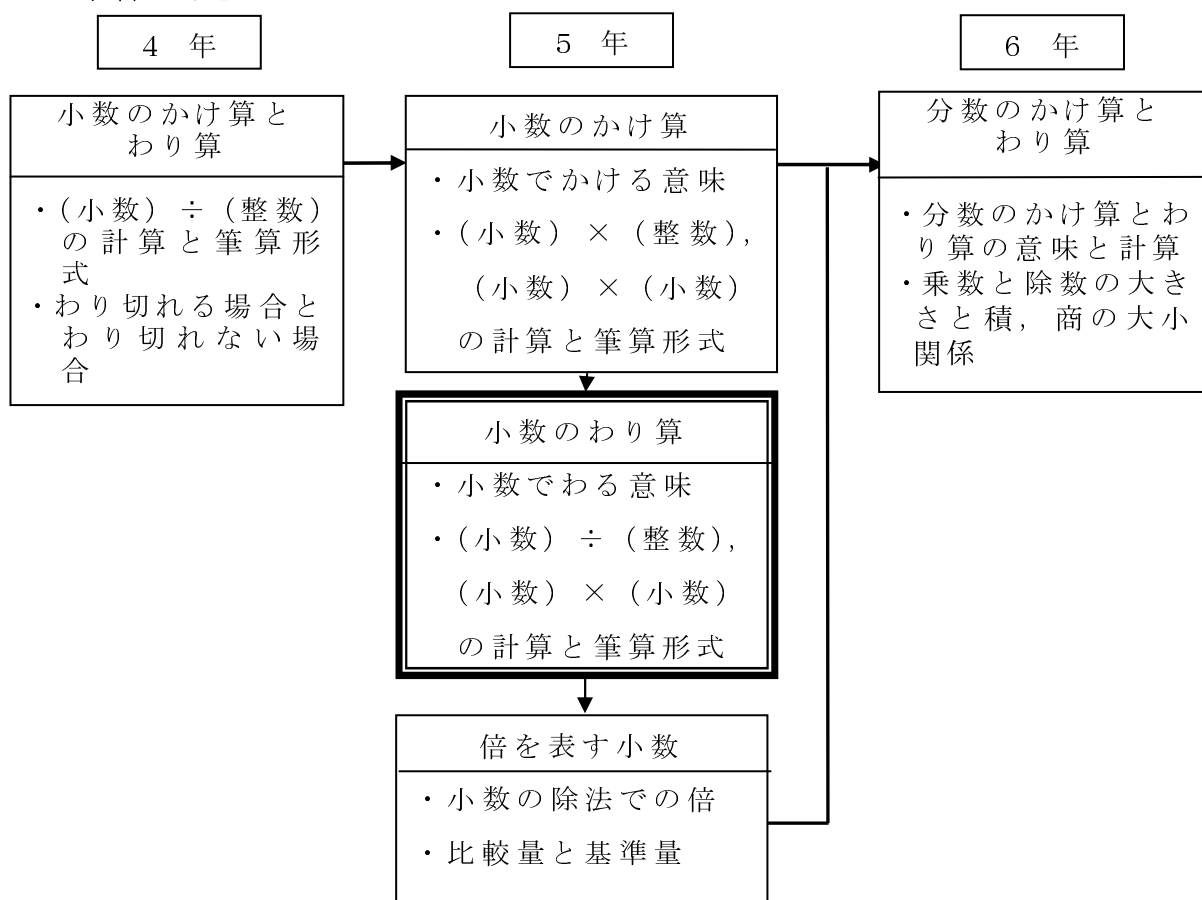 4 年
小数のかけ算と
わり算
・(小数)÷(整数)
の計算と筆算形
式
・わり切れる場合と
わり切れない場
合
5 年
小数のかけ算
・小数でかける意味
・(小数)×(整数),
(小数)×(小数)
の計算と筆算形式
小数のわり算
・小数でわる意味
・(小数)÷(整数),
(小数)×(小数)
の計算と筆算形式
倍を表す小数
・小数の除法での倍
・比較量と基準量
6 年
分数のかけ算と
わり算
・分数のかけ算とわ
り算の意味と計算
・乗数と除数の大き
さと積,商の大小
関係